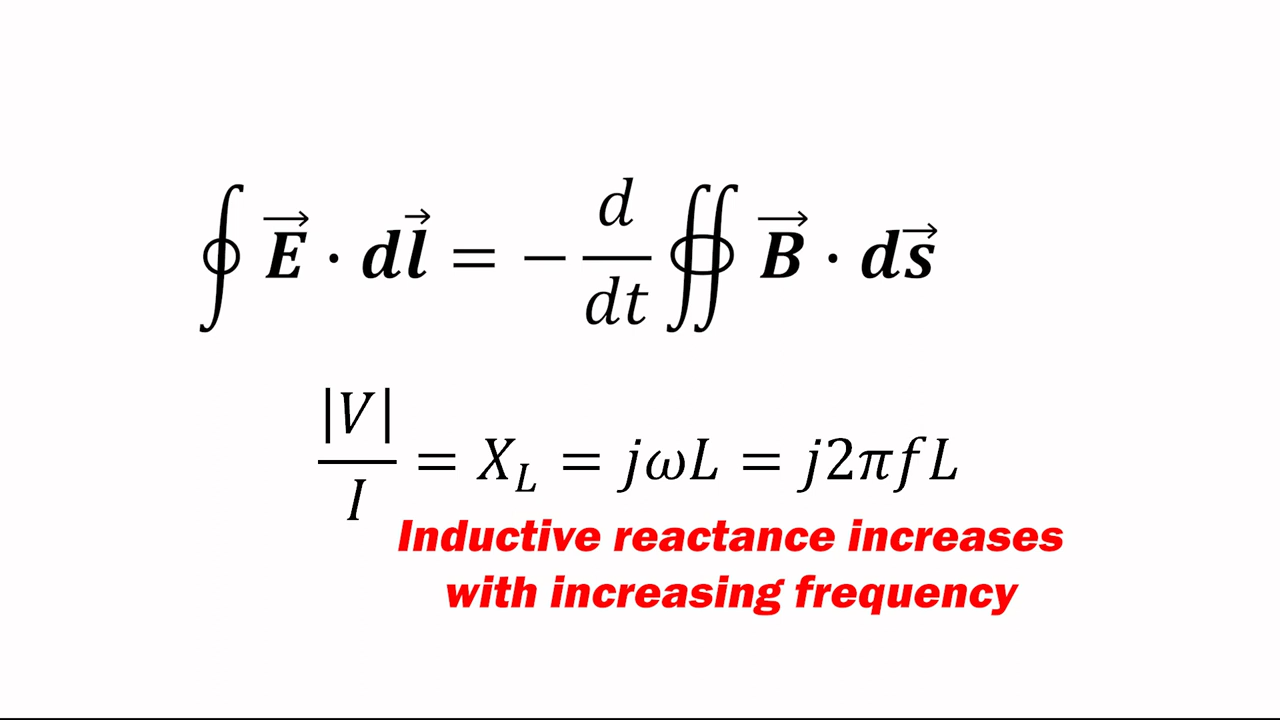 ∮ E⃗ · dl⃗ = − d/dt ∯ B⃗ · ds⃗
|V|/I = X_L = jωL = j2πfL
Inductive reactance increases
with increasing frequency